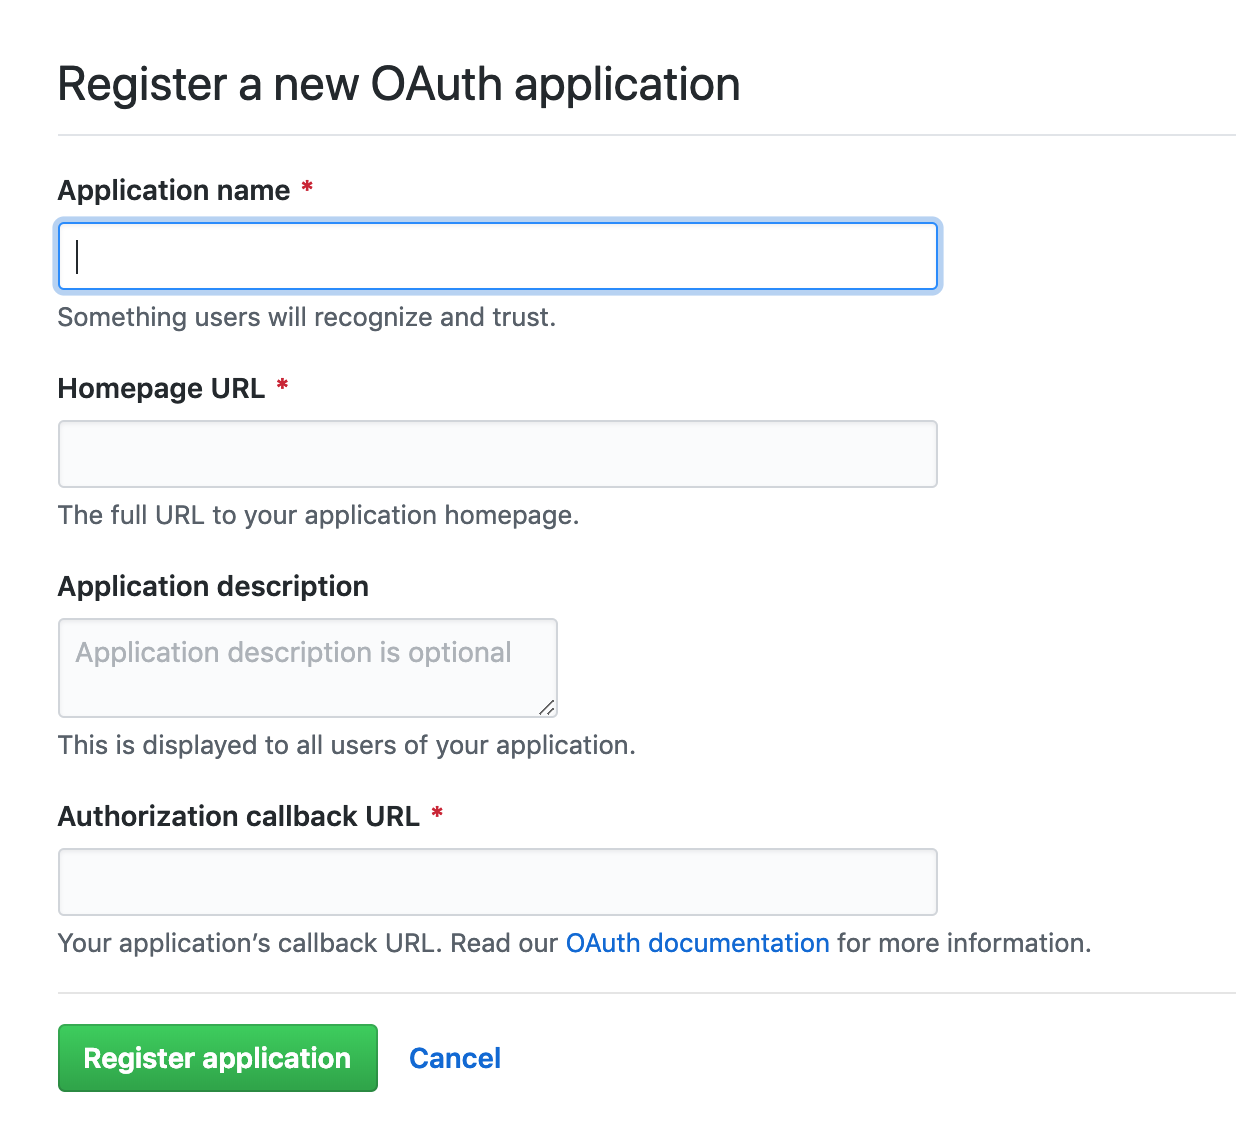 Register a new OAuth application
Application name *
Something users will recognize and trust.
Homepage URL *
The full URL to your application homepage.
Application description
Application description is optional
This is displayed to all users of your application.
Authorization callback URL *
Your application’s callback URL. Read our OAuth documentation for more information.
Register application Cancel